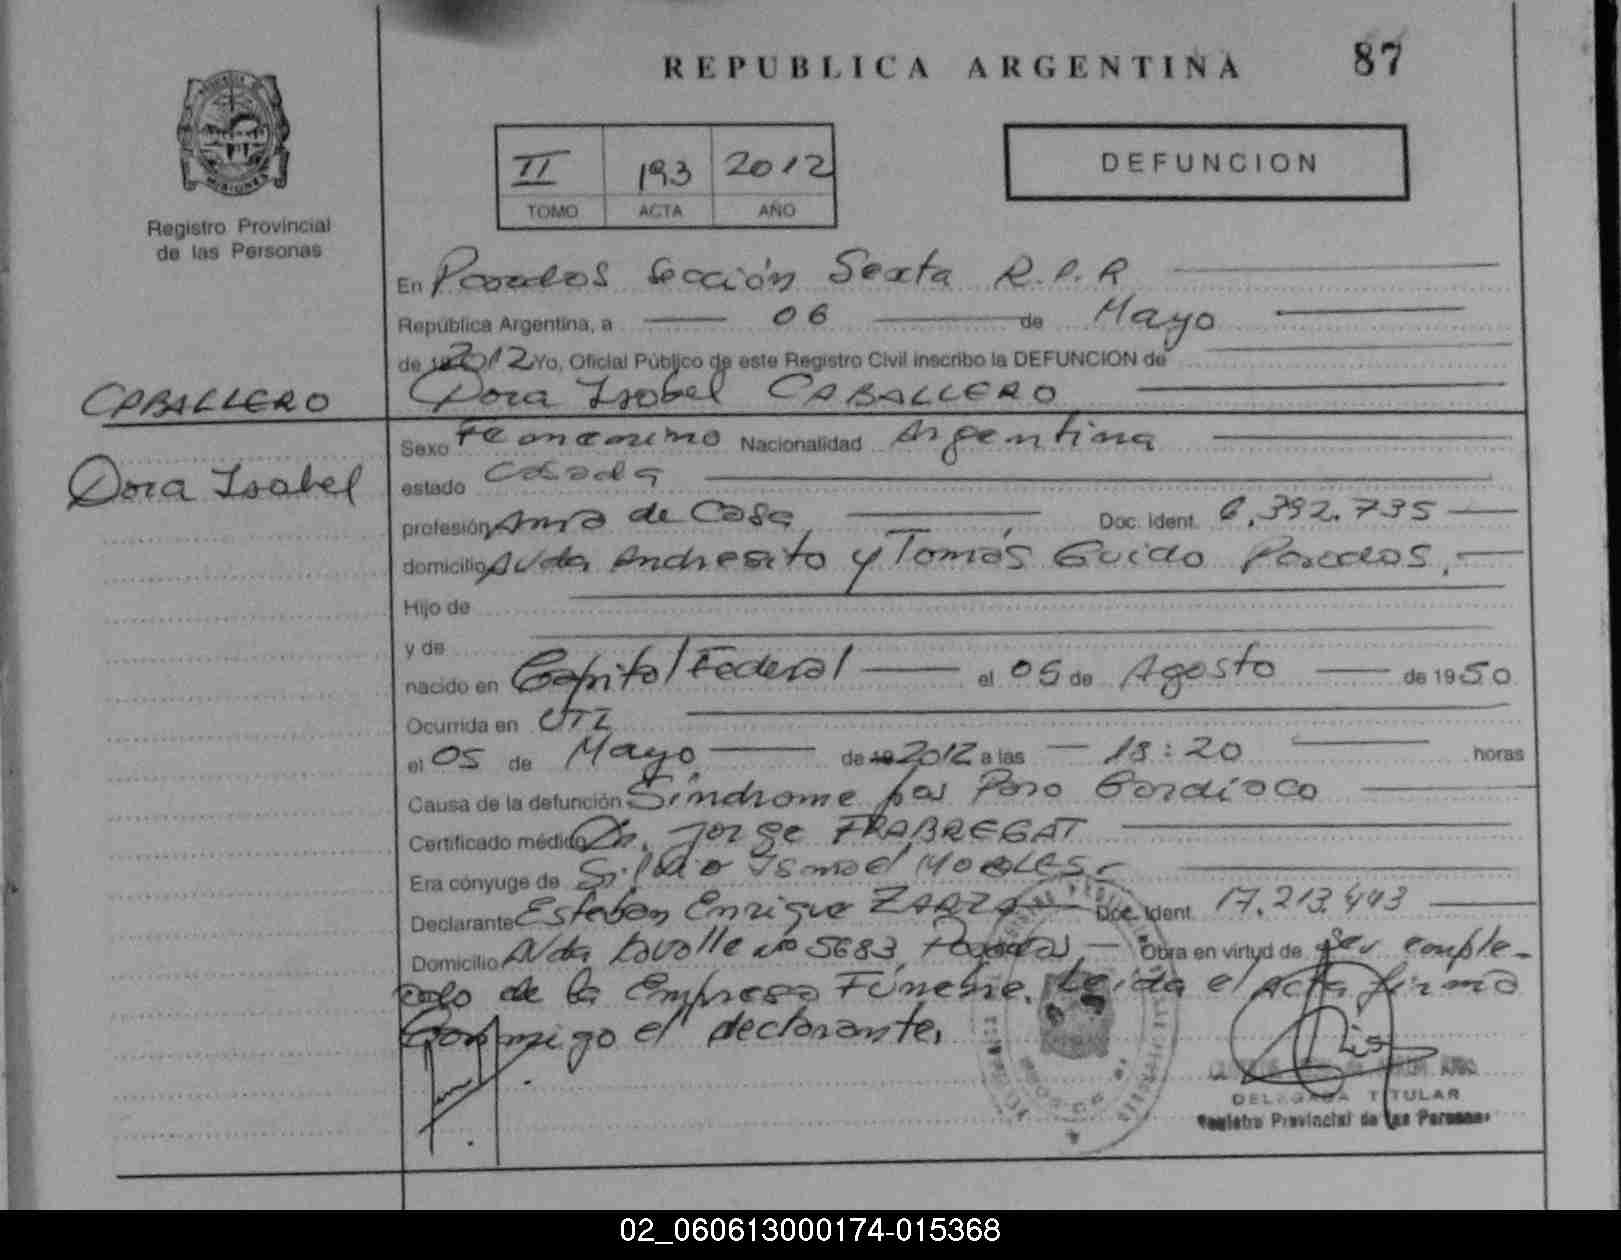 REPUBLICA ARGENTINA
87
MISIONES
Registro Provincial
de las Personas
II 193 2012
TOMO ACTA AÑO
DEFUNCION
En Posadas Sección Sexta R.P.R
República Argentina, a 06 de Mayo
de 2012 Yo, Oficial Público de este Registro Civil inscribo la DEFUNCION de
CABALLERO
Dora Isabel CABALLERO
Dora Isabel
Sexo Femenino Nacionalidad Argentina
estado Casada
profesión Ama de Casa Doc. Ident. 6.392.735
domicilio Avda Andresito y Tomás Guido Posadas.
Hijo de
y de
nacido en Capital Federal el 05 de Agosto de 1950
Ocurrida en UTI
el 05 de Mayo de 2012 a las 18:20 horas
Causa de la defunción Síndrome por Paro Cardíaco
Certificado médico Dr. Jorge FRABREGAT
Era cónyuge de Silvio Ismael
Declarante Esteban Enrique ZARZA Doc. Ident. 17.213.443
Domicilio Avda Lavalle No 5683, Posadas, Obra en virtud de ser emple-
ado de la Empresa Fúnebre. Leída el Acta firma
Conmigo el declarante.
DELEGADA TITULAR
Registro Provincial de las Personas
02_060613000174-015368